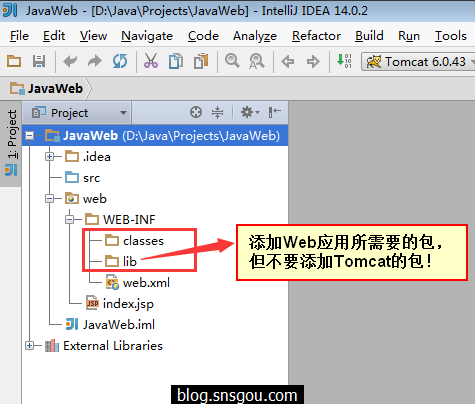 JavaWeb - [D:\Java\Projects\JavaWeb] - IntelliJ IDEA 14.0.2
File Edit View Navigate Code Analyze Refactor Build Run T
Tomcat 6.0.43
JavaWeb
1: Project
Project
JavaWeb (D:\Java\Projects\JavaWeb)
.idea
src
web
WEB-INF
classes
lib
web.xml
JSP
index.jsp
JavaWeb.iml
External Libraries
添加Web应用所需要的包，
但不要添加Tomcat的包！
blog.snsgou.com